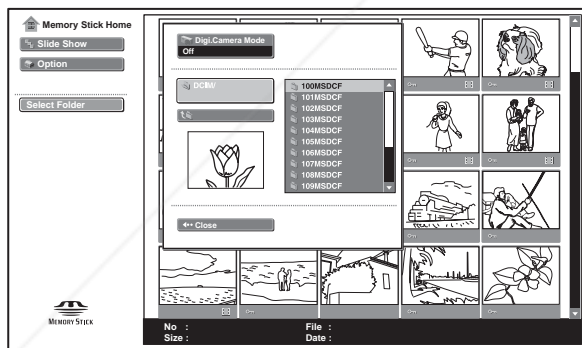 Memory Stick Home
Slide Show
Option
Select Folder
Digi.Camera Mode
Off
DCIM/
100MSDCF
101MSDCF
102MSDCF
103MSDCF
104MSDCF
105MSDCF
106MSDCF
107MSDCF
108MSDCF
109MSDCF
Close
MEMORY STICK
No :
File :
Size :
Date :